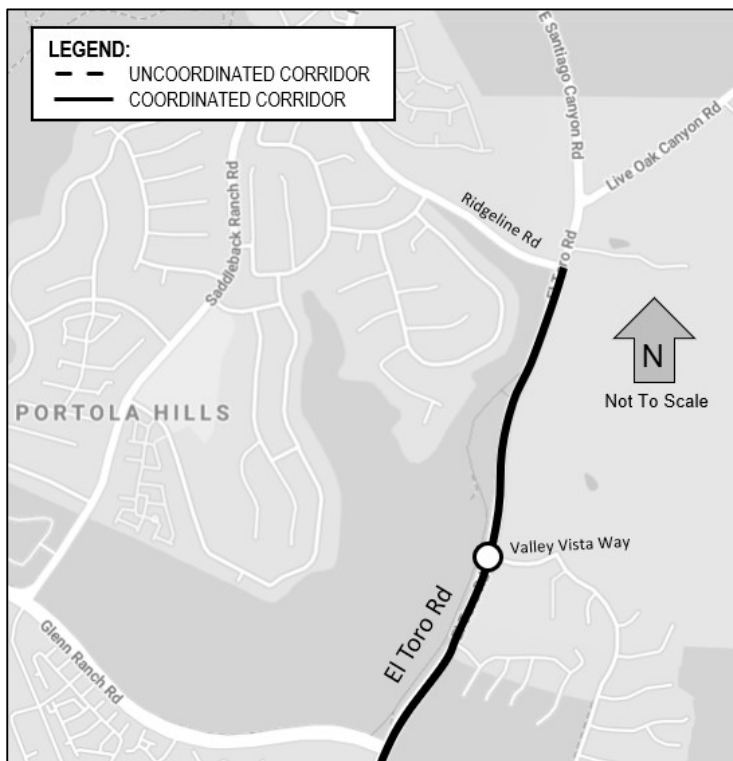 LEGEND:
UNCOORDINATED CORRIDOR
COORDINATED CORRIDOR
E Santiago Canyon Rd
Live Oak Canyon Rd
Saddleback Ranch Rd
Ridgeline Rd
El Toro Rd
N
Not To Scale
PORTOLA HILLS
Valley Vista Way
El Toro Rd
Glenn Ranch Rd